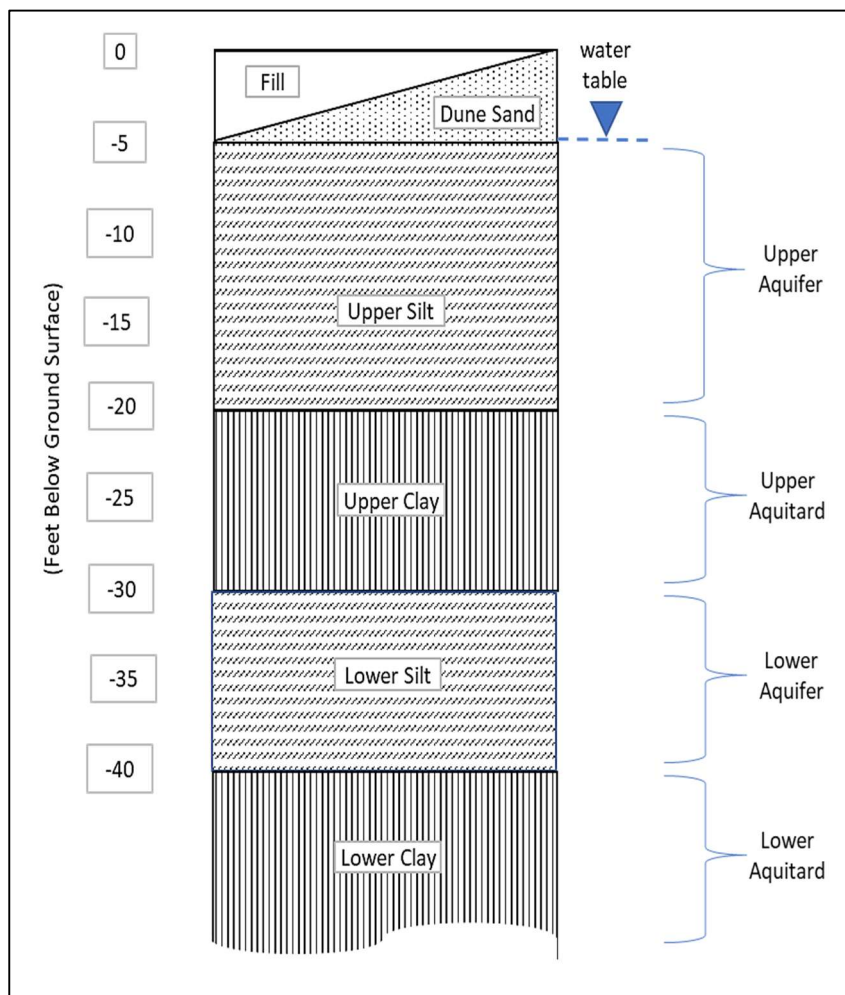 0
Fill
Dune Sand
water
table
-5
-10
-15
-20
-25
-30
-35
-40
(Feet Below Ground Surface)
Upper Silt
Upper Clay
Lower Silt
Lower Clay
Upper
Aquifer
Upper
Aquitard
Lower
Aquifer
Lower
Aquitard